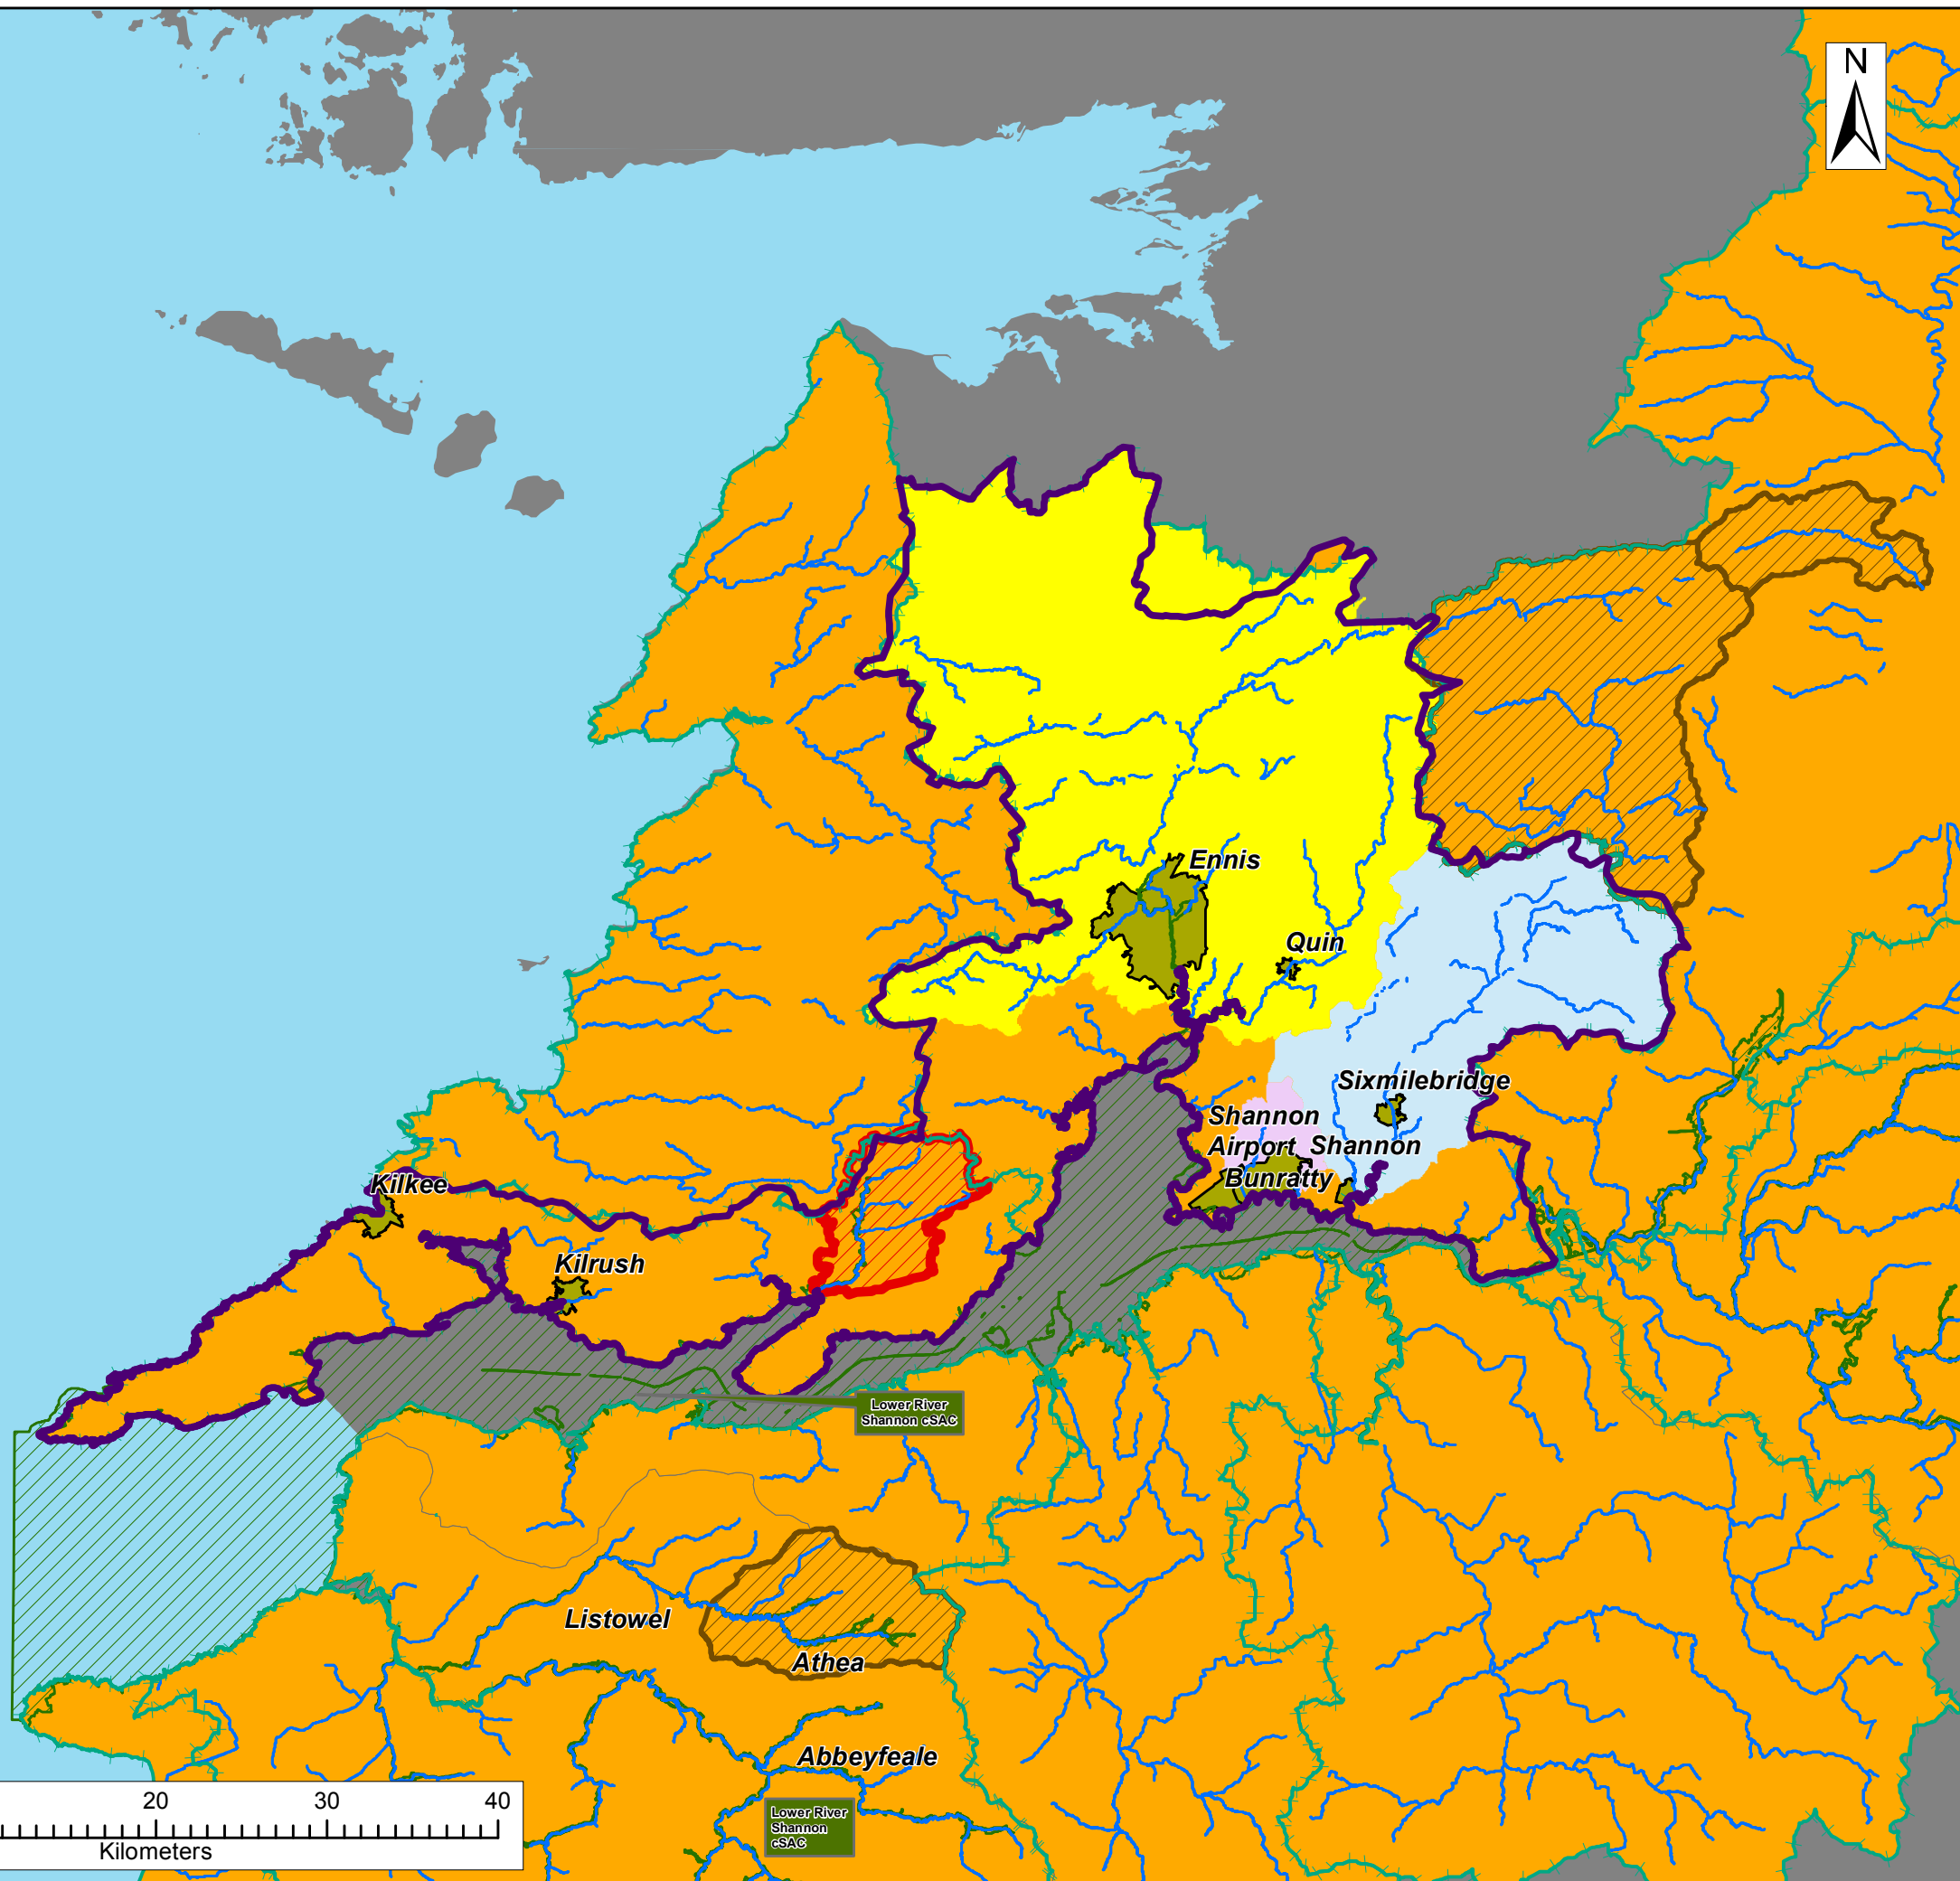 N
Ennis
Quin
Sixmilebridge
Shannon
Airport
Shannon
Bunratty
Kilkee
Kilrush
Lower River
Shannon cSAC
Listowel
Athea
Abbeyfeale
Lower River
Shannon
cSAC
20 30 40
Kilometers